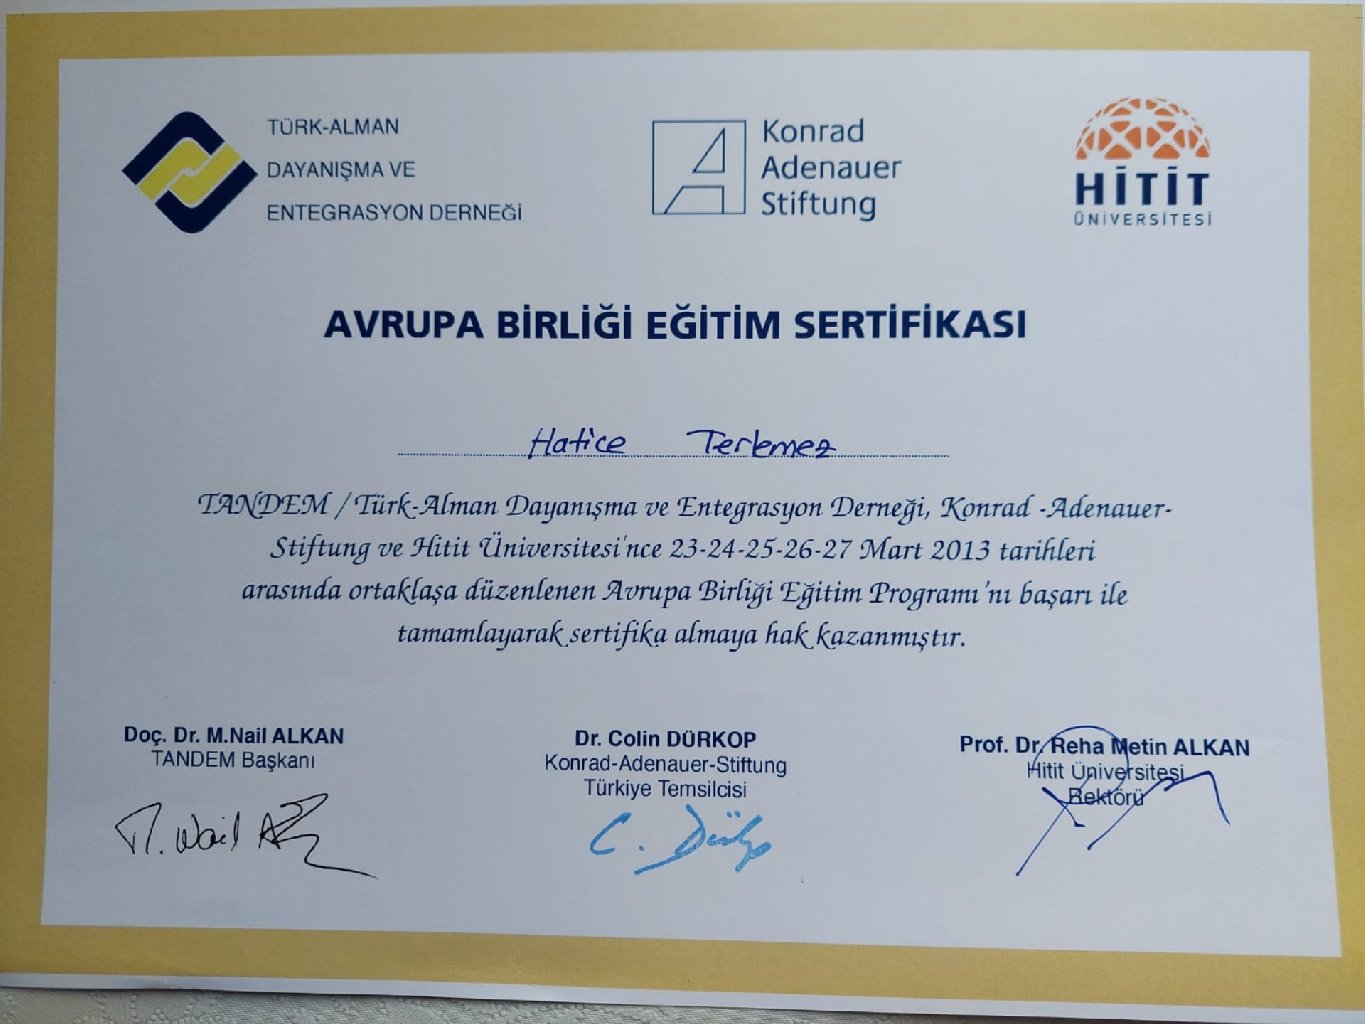 TÜRK-ALMAN
DAYANIŞMA VE
ENTEGRASYON DERNEĞİ
Konrad
Adenauer
Stiftung
HİTİT
ÜNİVERSİTESİ
AVRUPA BİRLİĞİ EĞİTİM SERTİFİKASI
Hatice Terlemez
TANDEM / Türk-Alman Dayanışma ve Entegrasyon Derneği, Konrad -Adenauer-
Stiftung ve Hitit Üniversitesi'nce 23-24-25-26-27 Mart 2013 tarihleri
arasında ortaklaşa düzenlenen Avrupa Birliği Eğitim Programı'nı başarı ile
tamamlayarak sertifika almaya hak kazanmıştır.
Doç. Dr. M.Nail ALKAN
TANDEM Başkanı
Dr. Colin DÜRKOP
Konrad-Adenauer-Stiftung
Türkiye Temsilcisi
Prof. Dr. Reha Metin ALKAN
Hitit Üniversitesi
Rektörü